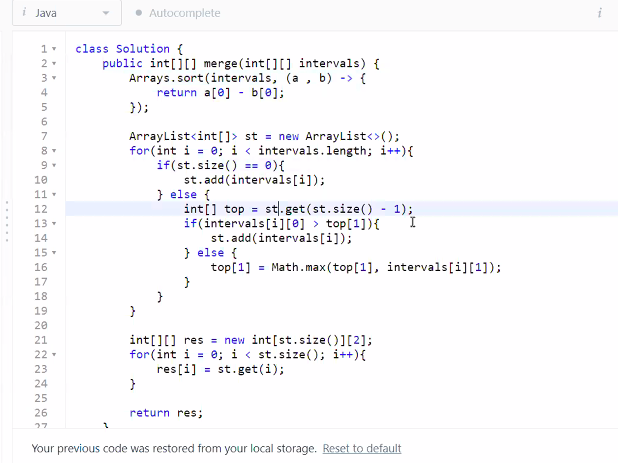 i Java
Autocomplete
i
1 class Solution {
2 public int[][] merge(int[][] intervals) {
3 Arrays.sort(intervals, (a , b) -> {
4 return a[0] - b[0];
5 });
6
7 ArrayList<int[]> st = new ArrayList<>();
8 for(int i = 0; i < intervals.length; i++){
9 if(st.size() == 0){
10 st.add(intervals[i]);
11 } else {
12 int[] top = st.get(st.size() - 1);
13 if(intervals[i][0] > top[1]){
14 st.add(intervals[i]);
15 } else {
16 top[1] = Math.max(top[1], intervals[i][1]);
17 }
18 }
19 }
20
21 int[][] res = new int[st.size()][2];
22 for(int i = 0; i < st.size(); i++){
23 res[i] = st.get(i);
24 }
25
26 return res;
27 }
Your previous code was restored from your local storage. Reset to default